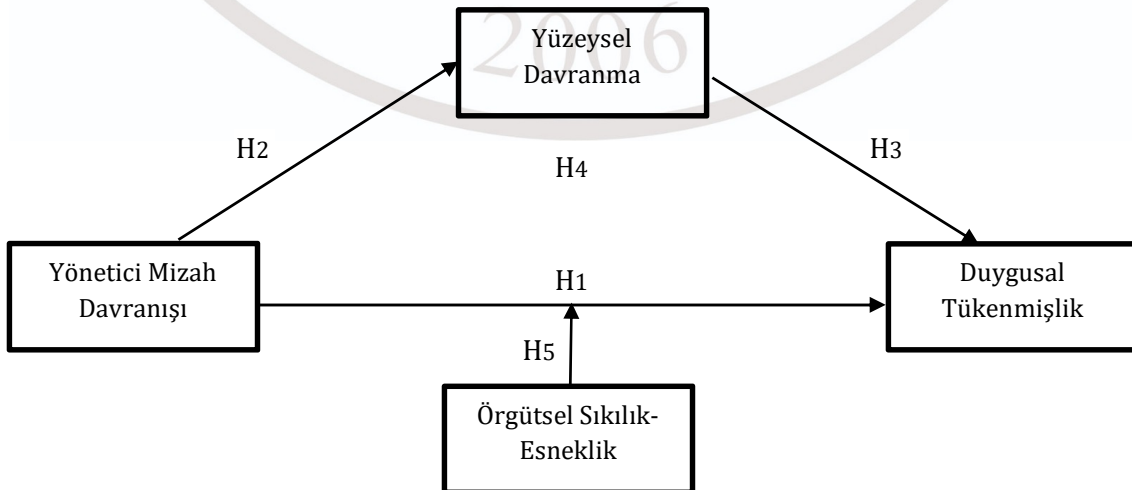 2006
Yüzeysel
Davranma
H2
H3
H4
Yönetici Mizah
Davranışı
H1
Duygusal
Tükenmişlik
H5
Örgütsel Sıkılık-
Esneklik